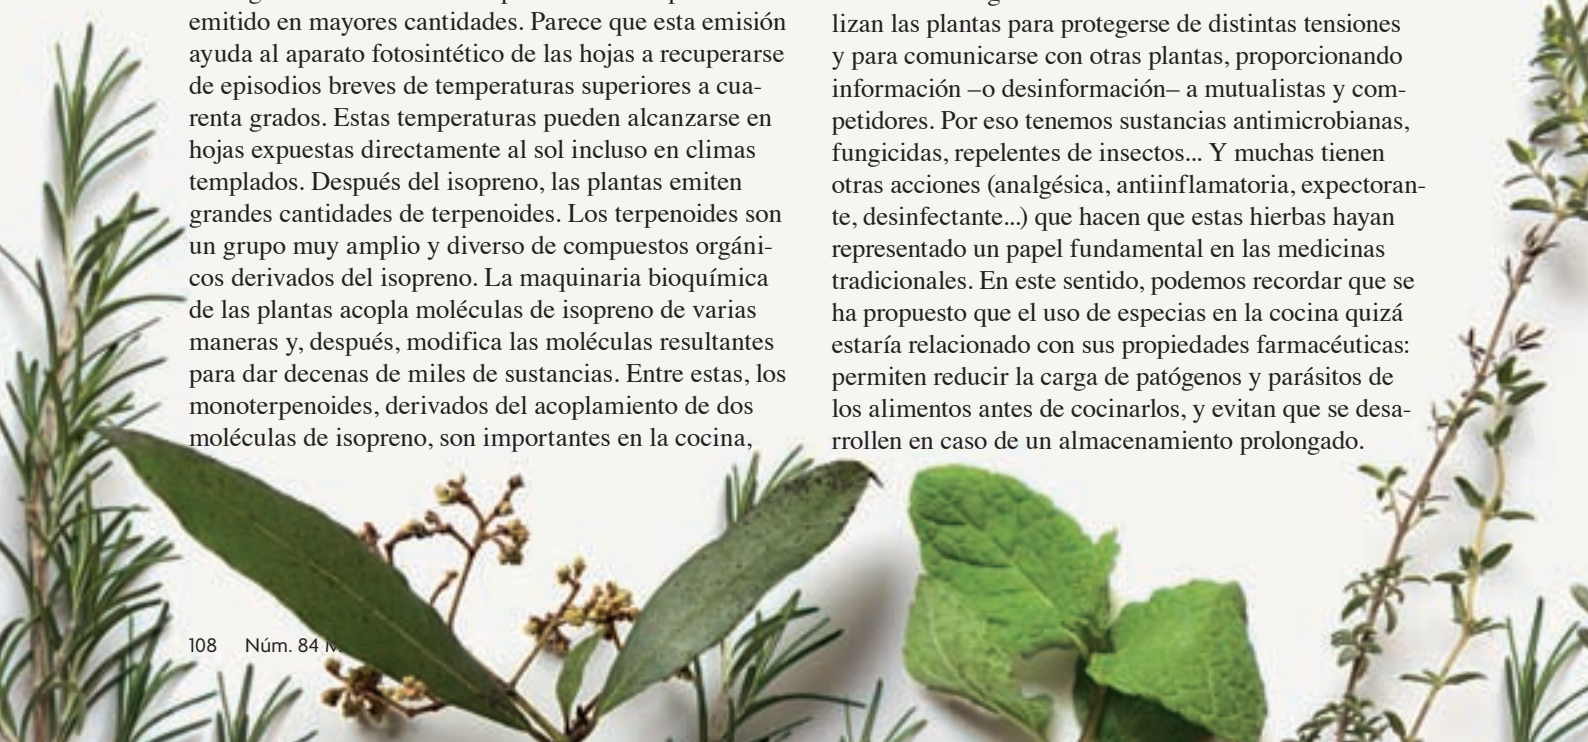 emitido en mayores cantidades. Parece que esta emisión
ayuda al aparato fotosintético de las hojas a recuperarse
de episodios breves de temperaturas superiores a cua-
renta grados. Estas temperaturas pueden alcanzarse en
hojas expuestas directamente al sol incluso en climas
templados. Después del isopreno, las plantas emiten
grandes cantidades de terpenoides. Los terpenoides son
un grupo muy amplio y diverso de compuestos orgáni-
cos derivados del isopreno. La maquinaria bioquímica
de las plantas acopla moléculas de isopreno de varias
maneras y, después, modifica las moléculas resultantes
para dar decenas de miles de sustancias. Entre estas, los
monoterpenoides, derivados del acoplamiento de dos
moléculas de isopreno, son importantes en la cocina,
lizan las plantas para protegerse de distintas tensiones
y para comunicarse con otras plantas, proporcionando
información –o desinformación– a mutualistas y com-
petidores. Por eso tenemos sustancias antimicrobianas,
fungicidas, repelentes de insectos... Y muchas tienen
otras acciones (analgésica, antiinflamatoria, expectoran-
te, desinfectante...) que hacen que estas hierbas hayan
representado un papel fundamental en las medicinas
tradicionales. En este sentido, podemos recordar que se
ha propuesto que el uso de especias en la cocina quizá
estaría relacionado con sus propiedades farmacéuticas:
permiten reducir la carga de patógenos y parásitos de
los alimentos antes de cocinarlos, y evitan que se desa-
rrollen en caso de un almacenamiento prolongado.
108 Núm. 84